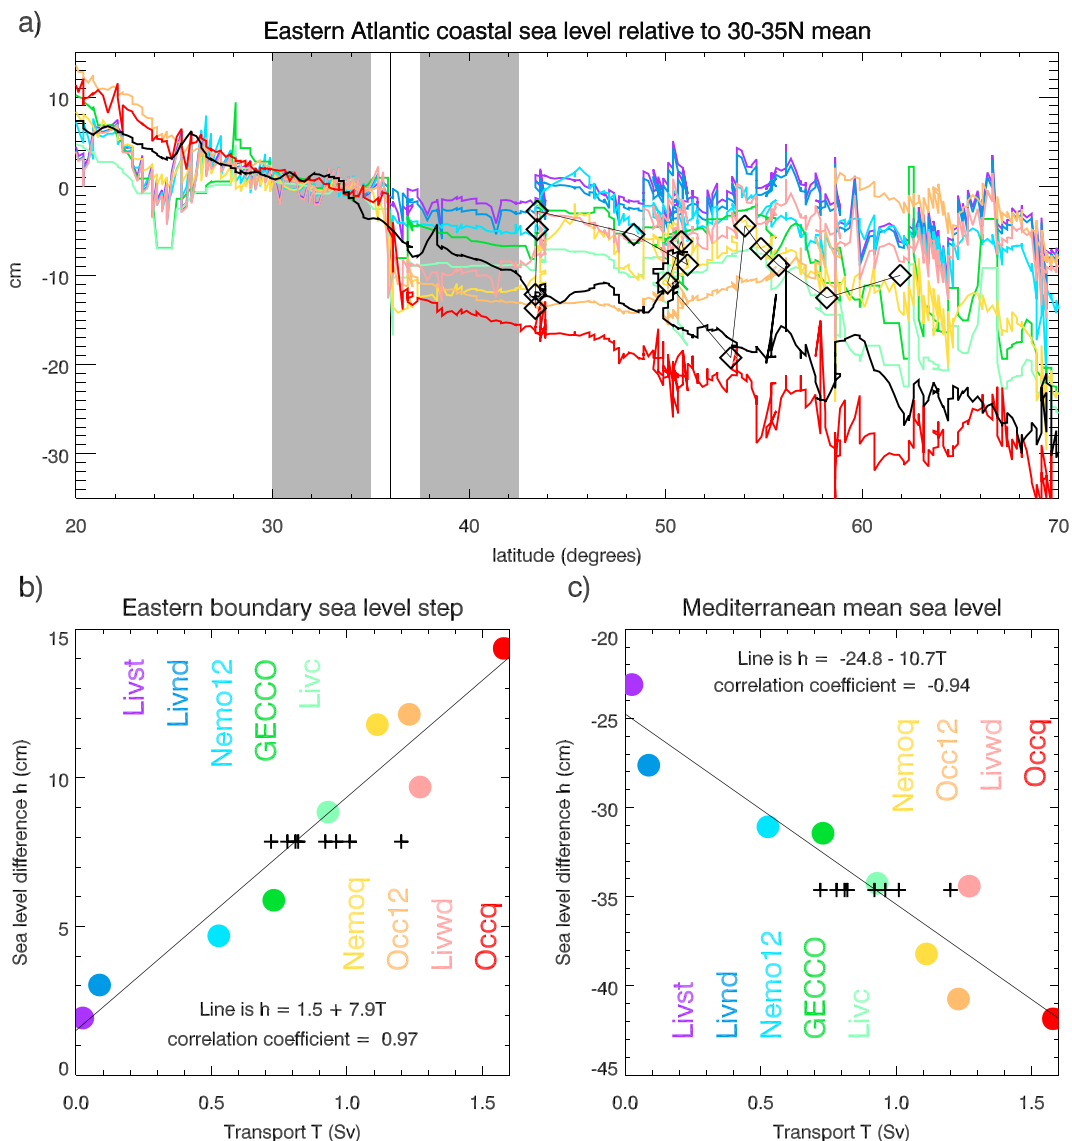 a)
Eastern Atlantic coastal sea level relative to 30-35N mean
10
0
-10
-20
-30
cm
20
30
40
50
60
70
latitude (degrees)
b)
Eastern boundary sea level step
15
10
5
0
Sea level difference h (cm)
Livst
Livnd
Nemo12
GECCO
Livc
Nemoq
Occ12
Livwd
Occq
Line is h = 1.5 + 7.9T
correlation coefficient = 0.97
0.0
0.5
1.0
1.5
Transport T (Sv)
c)
Mediterranean mean sea level
-20
-25
-30
-35
-40
-45
Sea level difference h (cm)
Line is h = -24.8 - 10.7T
correlation coefficient = -0.94
Nemoq
Occ12
Livwd
Occq
Livst
Livnd
Nemo12
GECCO
Livc
0.0
0.5
1.0
1.5
Transport T (Sv)